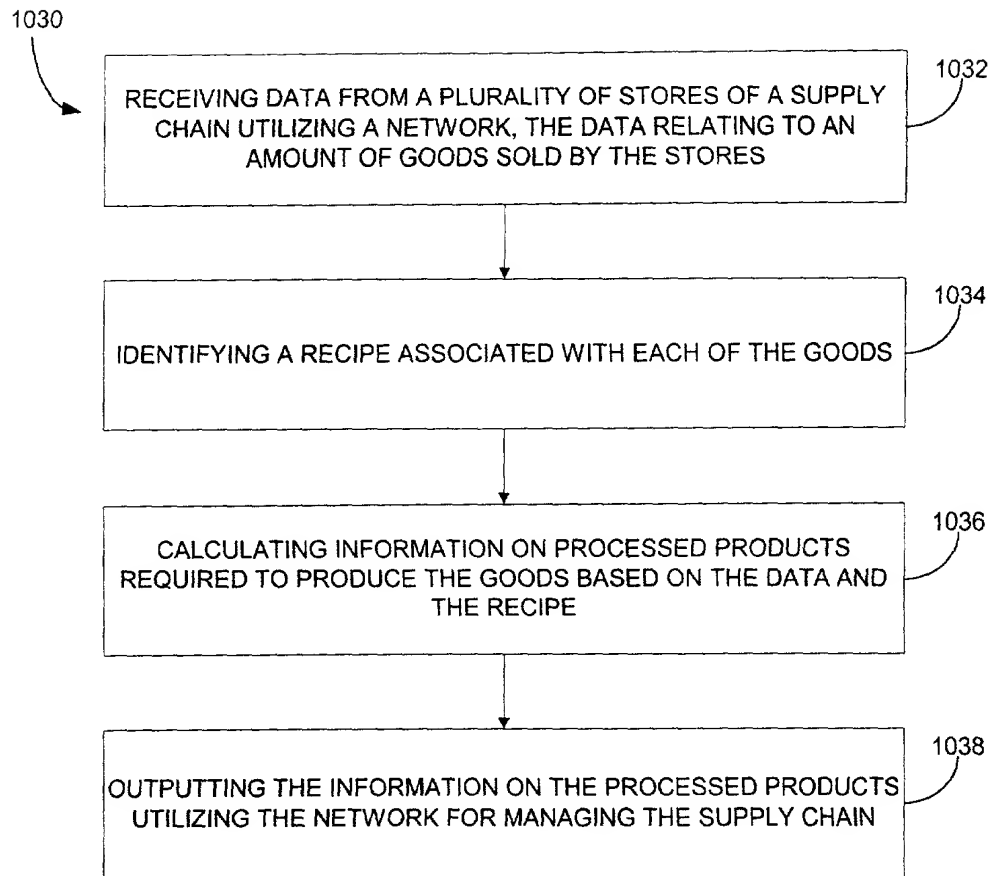 1030
1032
RECEIVING DATA FROM A PLURALITY OF STORES OF A SUPPLY
CHAIN UTILIZING A NETWORK, THE DATA RELATING TO AN
AMOUNT OF GOODS SOLD BY THE STORES
1034
IDENTIFYING A RECIPE ASSOCIATED WITH EACH OF THE GOODS
1036
CALCULATING INFORMATION ON PROCESSED PRODUCTS
REQUIRED TO PRODUCE THE GOODS BASED ON THE DATA AND
THE RECIPE
1038
OUTPUTTING THE INFORMATION ON THE PROCESSED PRODUCTS
UTILIZING THE NETWORK FOR MANAGING THE SUPPLY CHAIN